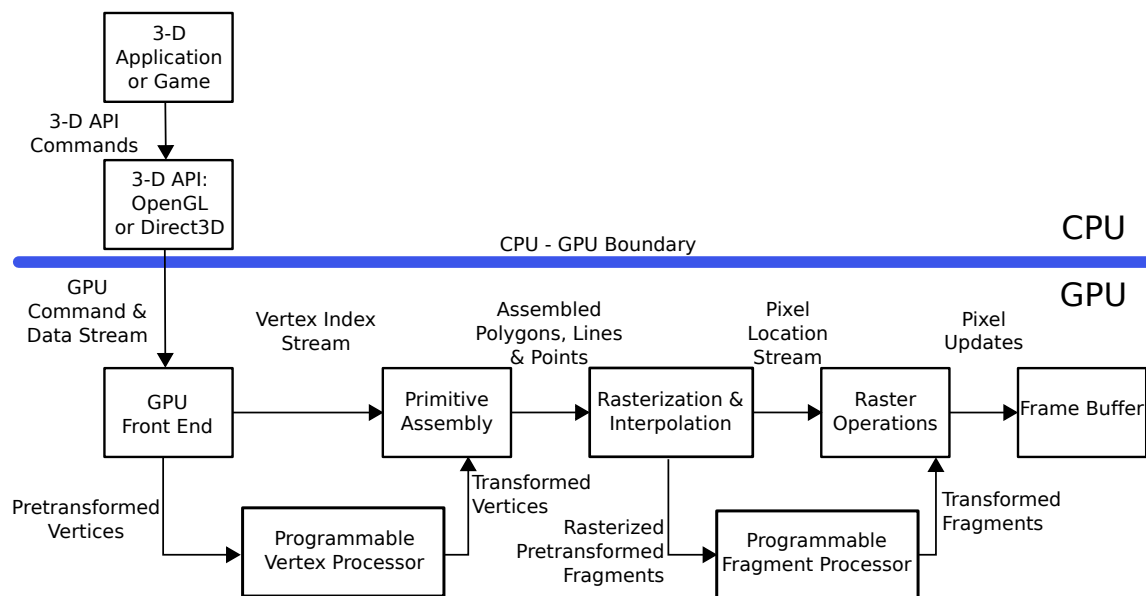 3-D
Application
or Game
3-D API
Commands
3-D API:
OpenGL
or Direct3D
CPU
CPU - GPU Boundary
GPU
GPU
Command &
Data Stream
Vertex Index
Stream
Assembled
Polygons, Lines
& Points
Pixel
Location
Stream
Pixel
Updates
GPU
Front End
Primitive
Assembly
Rasterization &
Interpolation
Raster
Operations
Frame Buffer
Pretransformed
Vertices
Transformed
Vertices
Rasterized
Pretransformed
Fragments
Transformed
Fragments
Programmable
Vertex Processor
Programmable
Fragment Processor